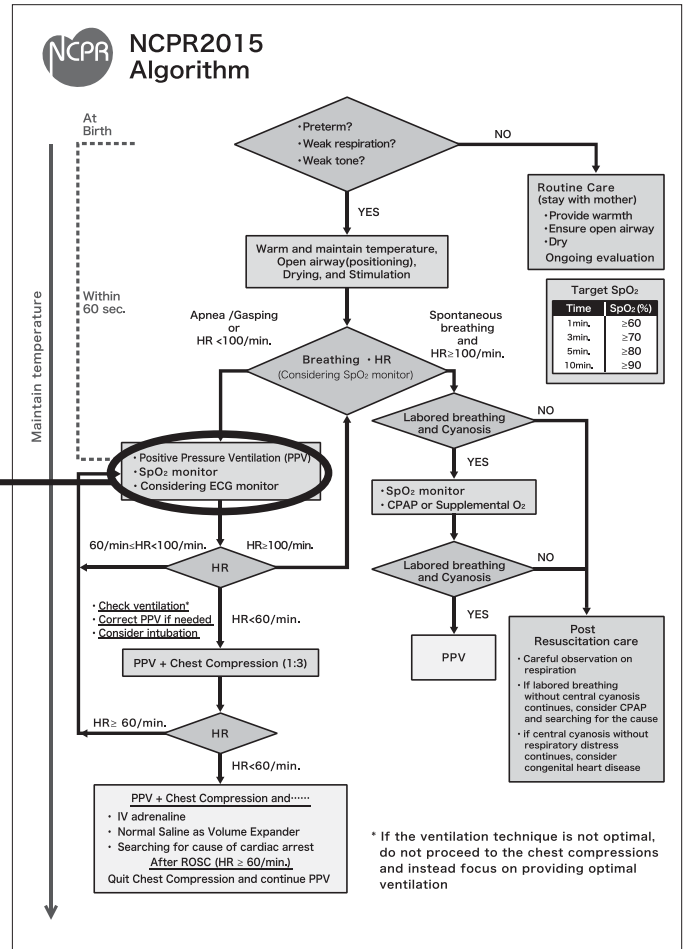 NCPR
NCPR2015
Algorithm
At
Birth
・Preterm?
・Weak respiration?
・Weak tone?
NO
YES
Routine Care
(stay with mother)
・Provide warmth
・Ensure open airway
・Dry
Ongoing evaluation
Warm and maintain temperature,
Open airway(positioning),
Drying, and Stimulation
Target SpO₂
Time SpO₂(%)
1min. ≥60
3min. ≥70
5min. ≥80
10min. ≥90
Within
60 sec.
Maintain temperature
Apnea /Gasping
or
HR <100/min.
Spontaneous
breathing
and
HR≥100/min.
Breathing ・HR
(Considering SpO₂ monitor)
Labored breathing
and Cyanosis
NO
YES
・Positive Pressure Ventilation (PPV)
・SpO₂ monitor
・Considering ECG monitor
・SpO₂ monitor
・CPAP or Supplemental O₂
60/min≤HR<100/min.
HR≥100/min.
HR
Labored breathing
and Cyanosis
NO
YES
・Check ventilation*
・Correct PPV if needed
・Consider intubation
HR<60/min.
PPV
PPV + Chest Compression (1:3)
Post
Resuscitation care
・Careful observation on
respiration
・If labored breathing
without central cyanosis
continues, consider CPAP
and searching for the cause
・if central cyanosis without
respiratory distress
continues, consider
congenital heart disease
HR≥ 60/min.
HR
HR<60/min.
PPV + Chest Compression and……
・ IV adrenaline
・ Normal Saline as Volume Expander
・ Searching for cause of cardiac arrest
After ROSC (HR ≥ 60/min.)
Quit Chest Compression and continue PPV
* If the ventilation technique is not optimal,
do not proceed to the chest compressions
and instead focus on providing optimal
ventilation